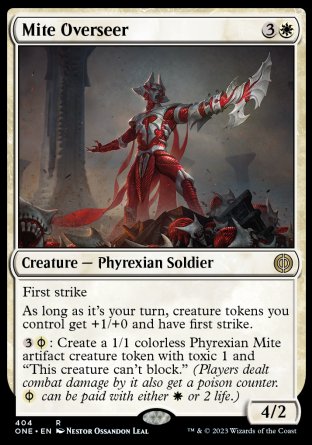 Mite Overseer 3
Creature — Phyrexian Soldier
First strike
As long as it's your turn, creature tokens you
control get +1/+0 and have first strike.
3 : Create a 1/1 colorless Phyrexian Mite
artifact creature token with toxic 1 and
“This creature can't block.” (Players dealt
combat damage by it also get a poison counter.
can be paid with either or 2 life.)
4/2
404 R
ONE • EN NESTOR OSSANDON LEAL
™ & © 2023 Wizards of the Coast